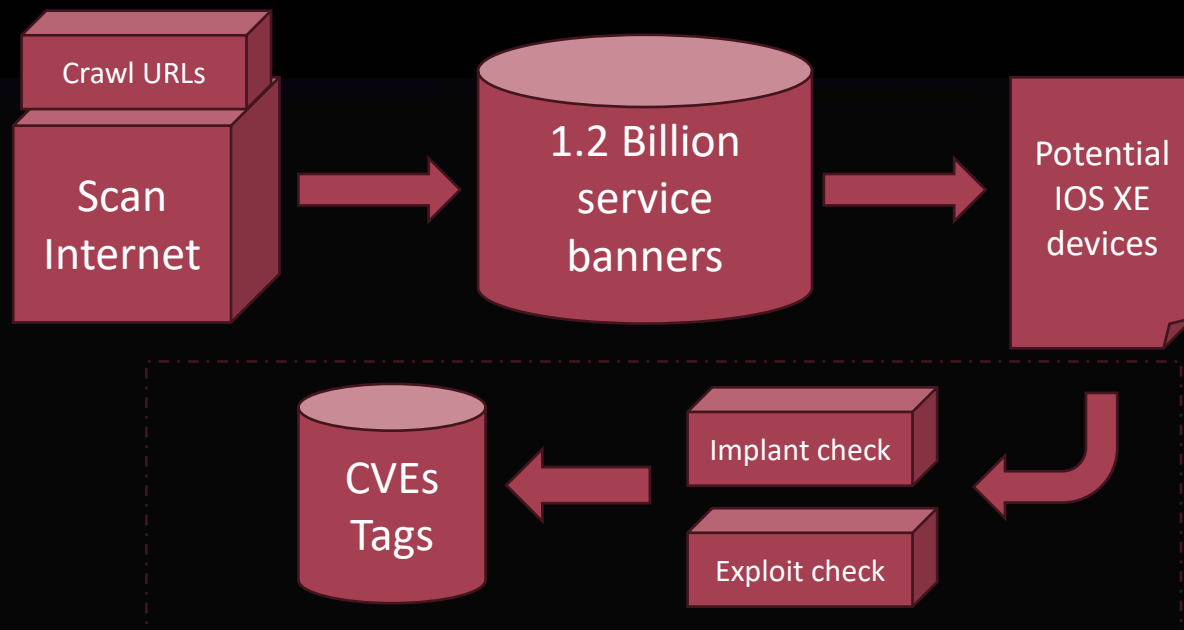 Crawl URLs
Scan
Internet
1.2 Billion
service
banners
Potential
IOS XE
devices
CVEs
Tags
Implant check
Exploit check